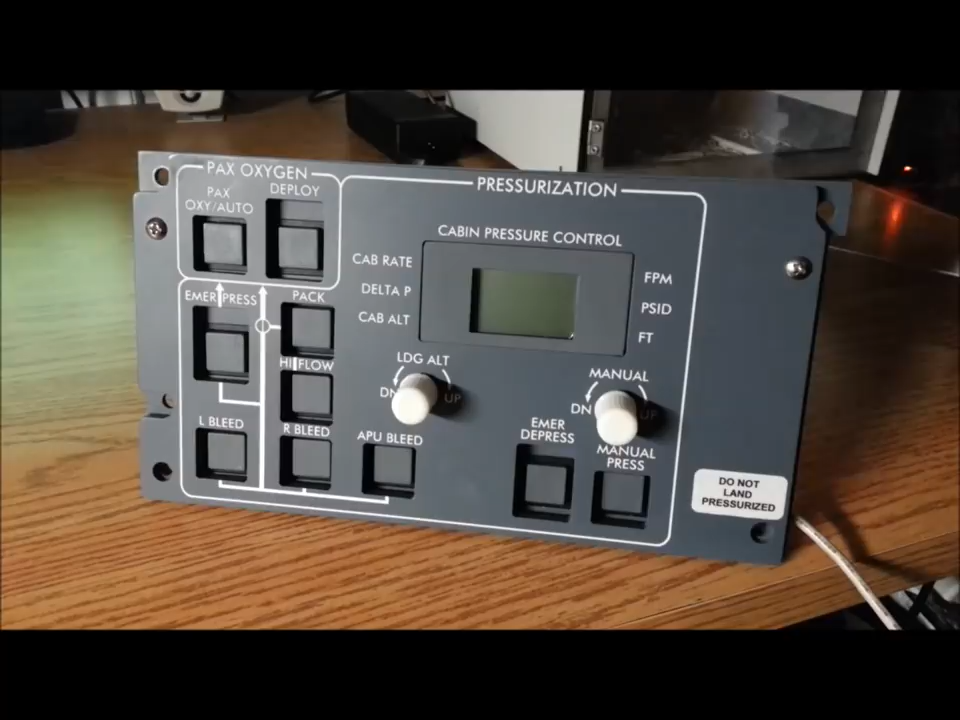 PAX OXYGEN
PAX
OXY/AUTO
DEPLOY
PRESSURIZATION
CABIN PRESSURE CONTROL
CAB RATE
FPM
DELTA P
PSID
CAB ALT
FT
EMER PRESS
PACK
HI FLOW
LDG ALT
DN
UP
MANUAL
DN
UP
L BLEED
R BLEED
APU BLEED
EMER
DEPRESS
MANUAL
PRESS
DO NOT
LAND
PRESSURIZED